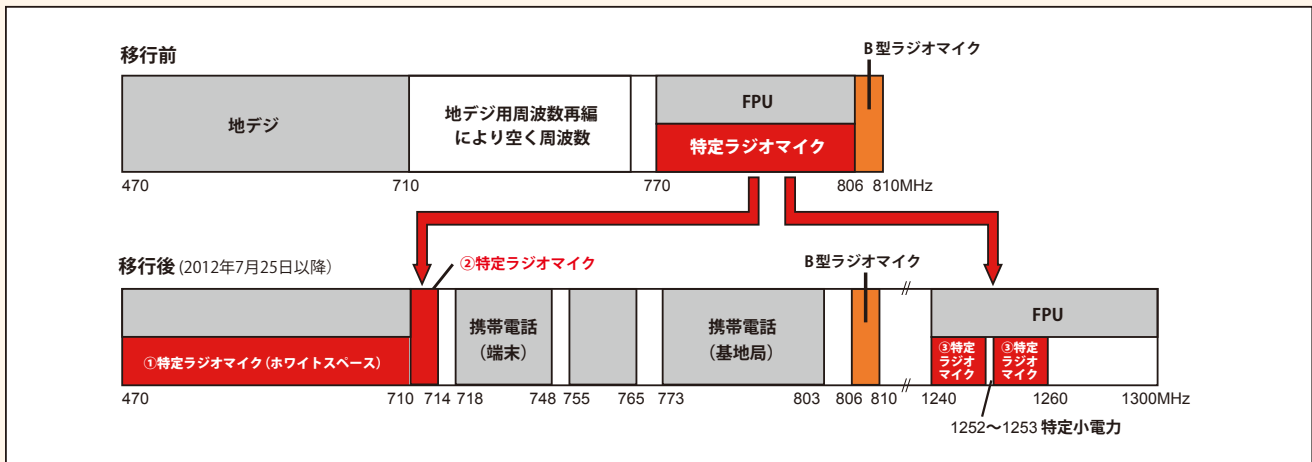 移行前
B型ラジオマイク
地デジ
地デジ用周波数再編
により空く周波数
FPU
特定ラジオマイク
470
710
770
806
810MHz
移行後(2012年7月25日以降)
②特定ラジオマイク
B型ラジオマイク
//
①特定ラジオマイク(ホワイトスペース)
携帯電話
(端末)
携帯電話
(基地局)
FPU
③特定
ラジオ
マイク
③特定
ラジオ
マイク
//
470
710
714
718
748
755
765
773
803
806
810
1240
1260
1300MHz
1252〜1253 特定小電力